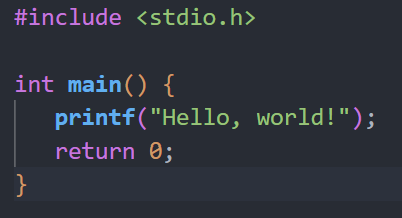 #include <stdio.h>

int main() {
   printf("Hello, world!");
   return 0;
}